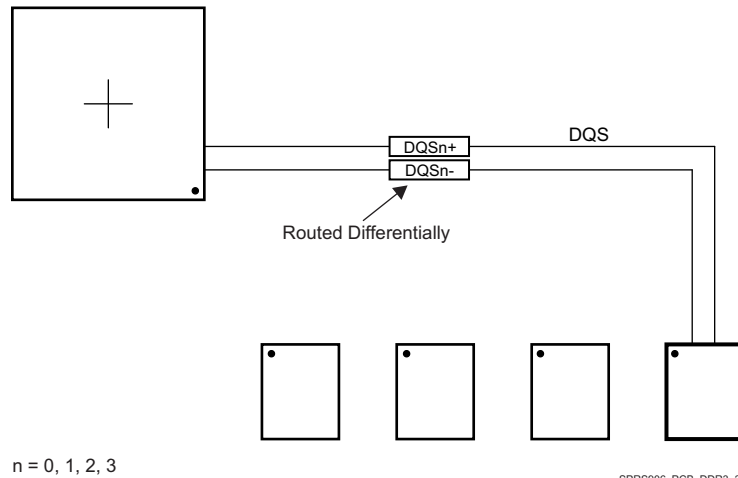 DQS
DQSn+
DQSn-
Routed Differentially
n = 0, 1, 2, 3